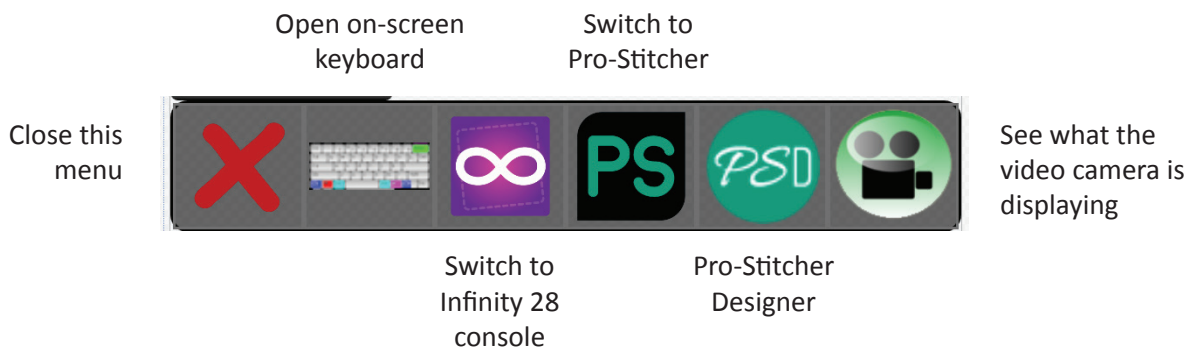 Open on-screen
keyboard
Switch to
Pro-Stitcher
Close this
menu
PS
PSD
See what the
video camera is
displaying
Switch to
Infinity 28
console
Pro-Stitcher
Designer